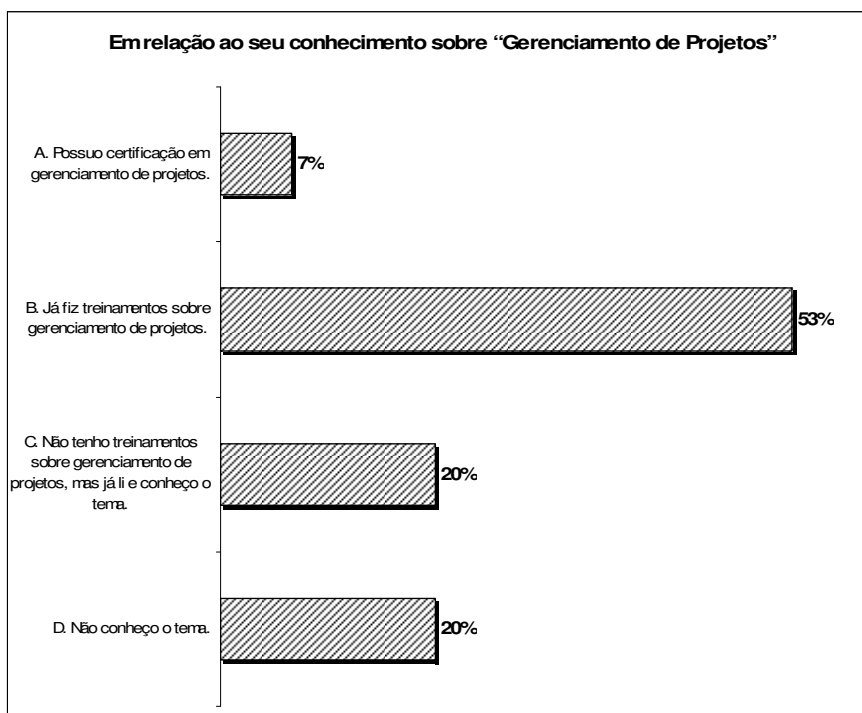 Em relação ao seu conhecimento sobre “Gerenciamento de Projetos”
A. Possuo certificação em
gerenciamento de projetos.
7%
B. Já fiz treinamentos sobre
gerenciamento de projetos.
53%
C. Não tenho treinamentos
sobre gerenciamento de
projetos, mas já li e conheço o
tema.
20%
D. Não conheço o tema.
20%